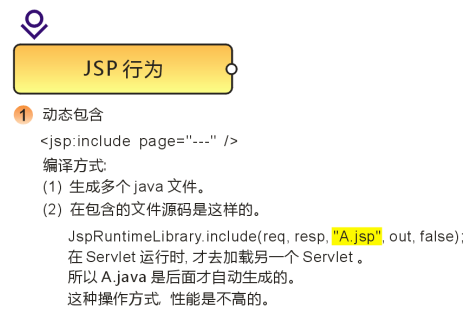 JSP 行为
1 动态包含
<jsp:include page="---" />
编译方式:
(1) 生成多个 java 文件。
(2) 在包含的文件源码是这样的。
JspRuntimeLibrary.include(req, resp, "A.jsp", out, false);
在 Servlet 运行时, 才去加载另一个 Servlet 。
所以 A.java 是后面才自动生成的。
这种操作方式, 性能是不高的。